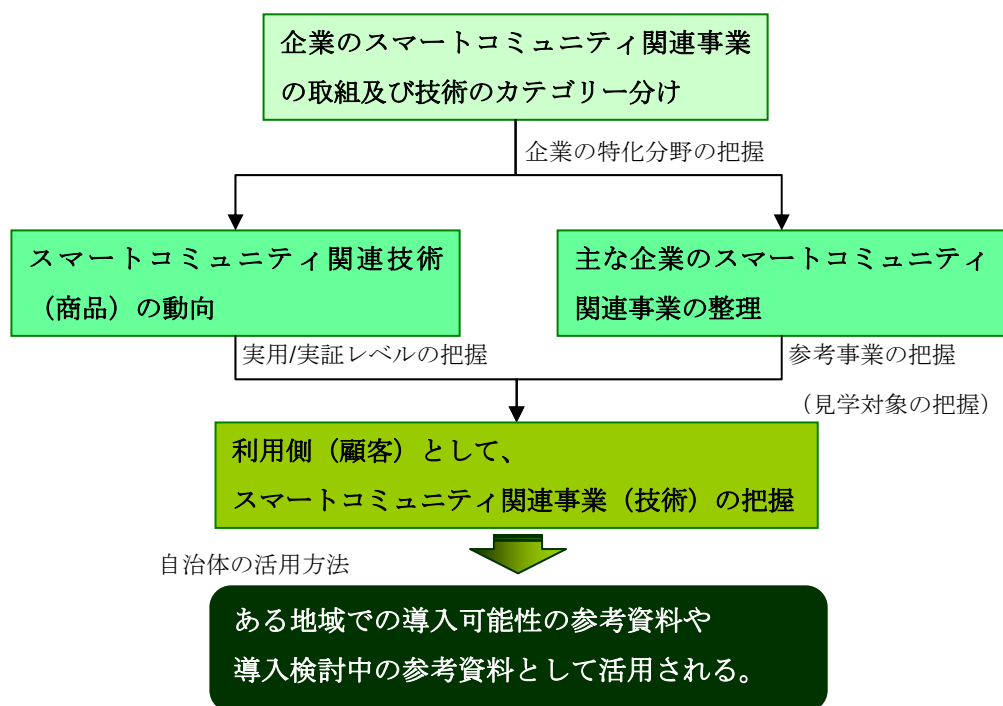 企業のスマートコミュニティ関連事業
の取組及び技術のカテゴリー分け
企業の特化分野の把握
スマートコミュニティ関連技術
（商品）の動向
主な企業のスマートコミュニティ
関連事業の整理
実用/実証レベルの把握
参考事業の把握
（見学対象の把握）
利用側（顧客）として、
スマートコミュニティ関連事業（技術）の把握
自治体の活用方法
ある地域での導入可能性の参考資料や
導入検討中の参考資料として活用される。